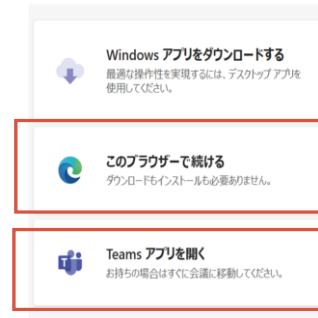 Windows アプリをダウンロードする
最適な操作性を実現するには、デスクトップ アプリを
使用してください。
このブラウザーで続ける
ダウンロードもインストールも必要ありません。
Teams アプリを開く
お持ちの場合はすぐに会議に移動してください。